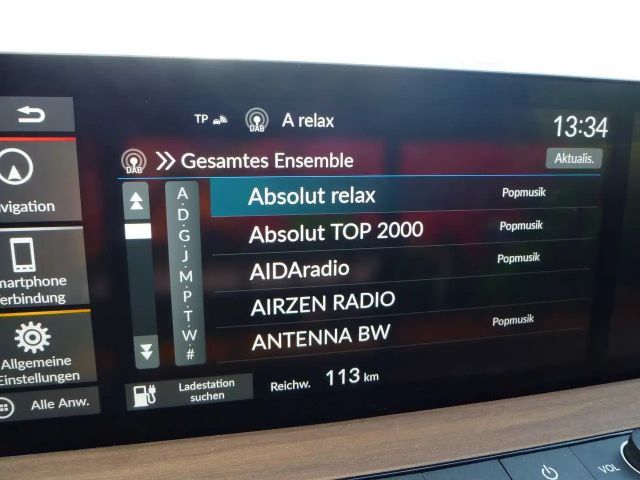 TP DAB A relax 13:34
DAB Gesamtes Ensemble Aktualis.
vigation
martphone
erbindung
Allgemeine
Einstellungen
Alle Anw.
A
D
G
J
M
P
T
W
#
Absolut relax Popmusik
Absolut TOP 2000 Popmusik
AIDAradio Popmusik
AIRZEN RADIO
ANTENNA BW Popmusik
Ladestation
suchen
Reichw. 113 km
VOL